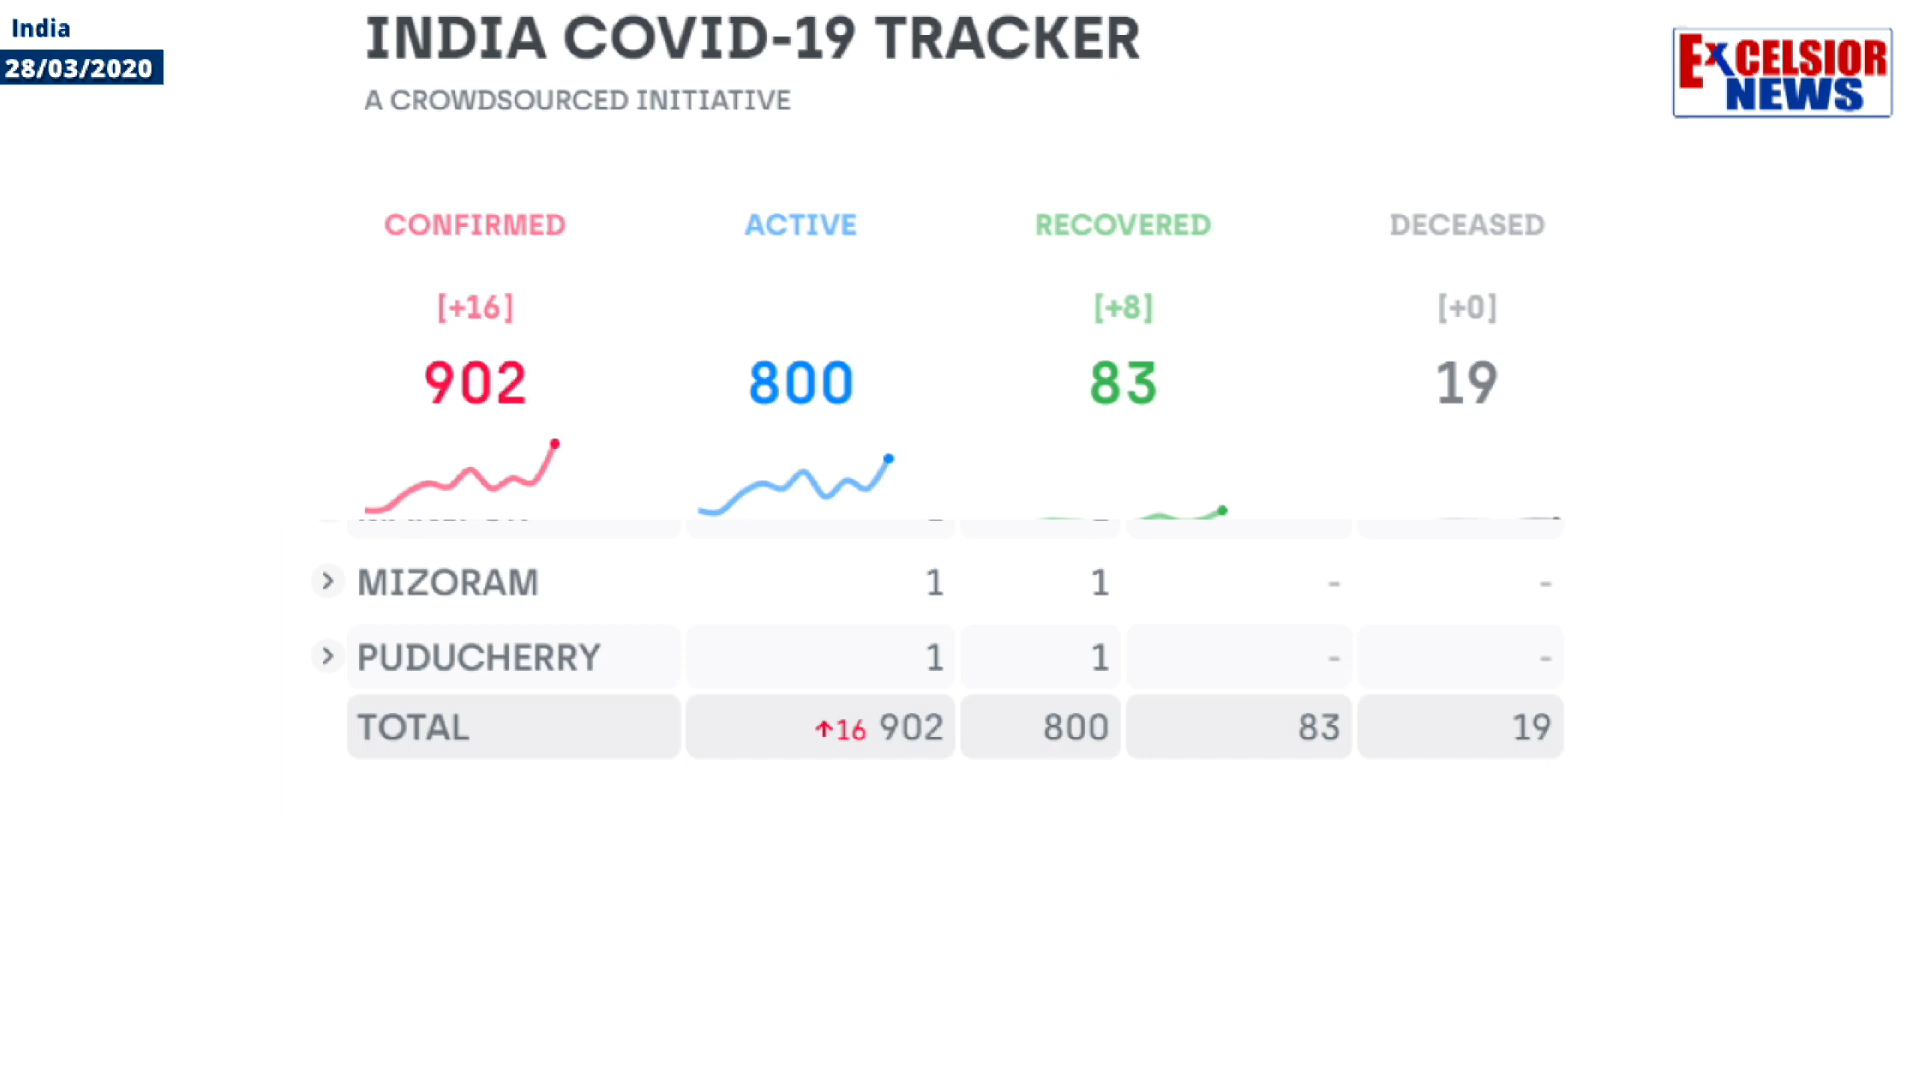 India
28/03/2020
INDIA COVID-19 TRACKER
A CROWDSOURCED INITIATIVE
EXCELSIOR
NEWS
CONFIRMED ACTIVE RECOVERED DECEASED
[+16] [+8] [+0]
902 800 83 19
MIZORAM 1 1 - -
PUDUCHERRY 1 1 - -
TOTAL ↑16 902 800 83 19